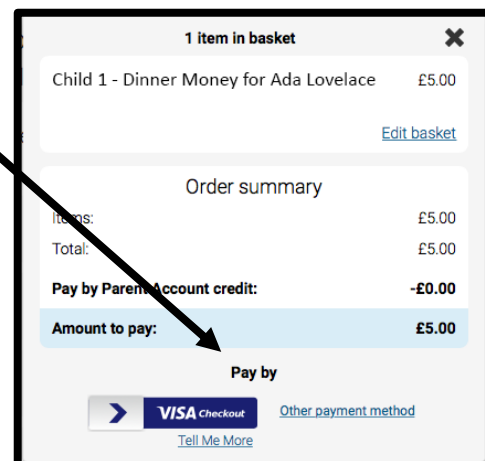 1 item in basket
Child 1 - Dinner Money for Ada Lovelace £5.00
Edit basket
Order summary
Items: £5.00
Total: £5.00
Pay by Parent Account credit: -£0.00
Amount to pay: £5.00
Pay by
VISA Checkout Other payment method
Tell Me More